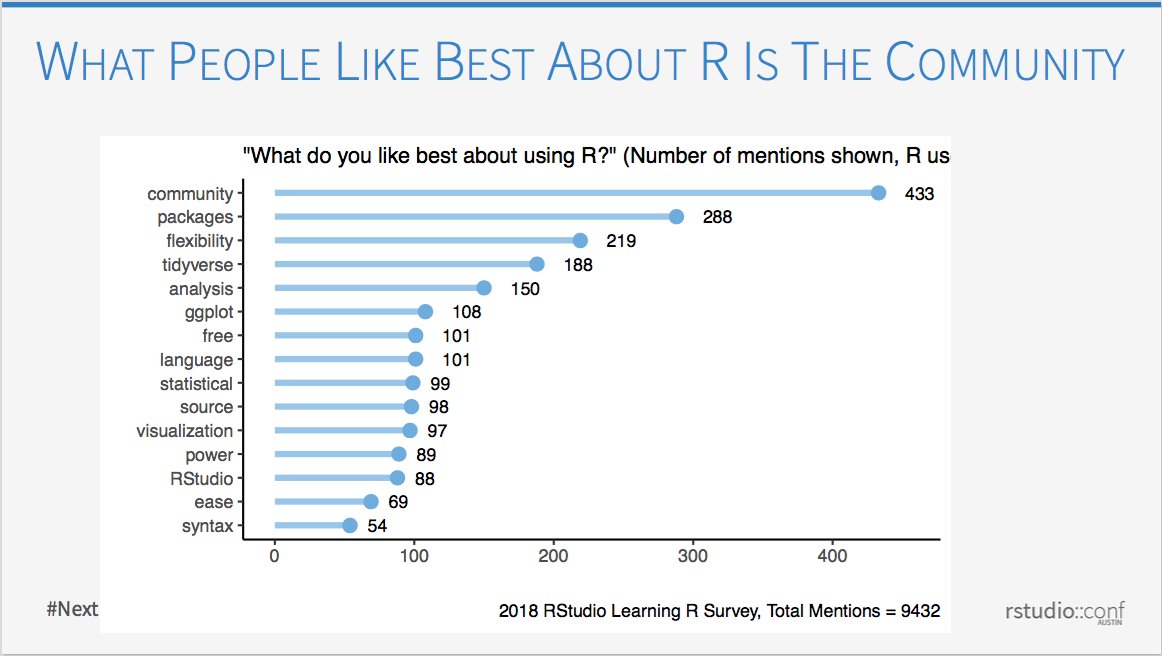 WHAT PEOPLE LIKE BEST ABOUT R IS THE COMMUNITY
"What do you like best about using R?" (Number of mentions shown, R us
community 433
packages 288
flexibility 219
tidyverse 188
analysis 150
ggplot 108
free 101
language 101
statistical 99
source 98
visualization 97
power 89
RStudio 88
ease 69
syntax 54
0 100 200 300 400
2018 RStudio Learning R Survey, Total Mentions = 9432
#Next
rstudio::conf
AUSTIN